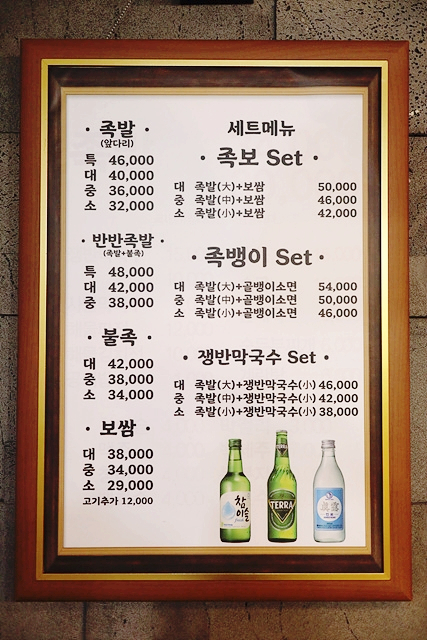 · 족발 ·
(앞다리)
특 46,000
대 40,000
중 36,000
소 32,000
· 반반족발 ·
(족발+불족)
특 48,000
대 42,000
중 38,000
· 불족 ·
대 42,000
중 38,000
소 34,000
· 보쌈 ·
대 38,000
중 34,000
소 29,000
고기추가 12,000
세트메뉴
· 족보 Set ·
대 족발(大)+보쌈 50,000
중 족발(中)+보쌈 46,000
소 족발(小)+보쌈 42,000
· 족뱅이 Set ·
대 족발(大)+골뱅이소면 54,000
중 족발(中)+골뱅이소면 50,000
소 족발(小)+골뱅이소면 46,000
· 쟁반막국수 Set ·
대 족발(大)+쟁반막국수(小) 46,000
중 족발(中)+쟁반막국수(小) 42,000
소 족발(小)+쟁반막국수(小) 38,000
참
이슬
TERRA